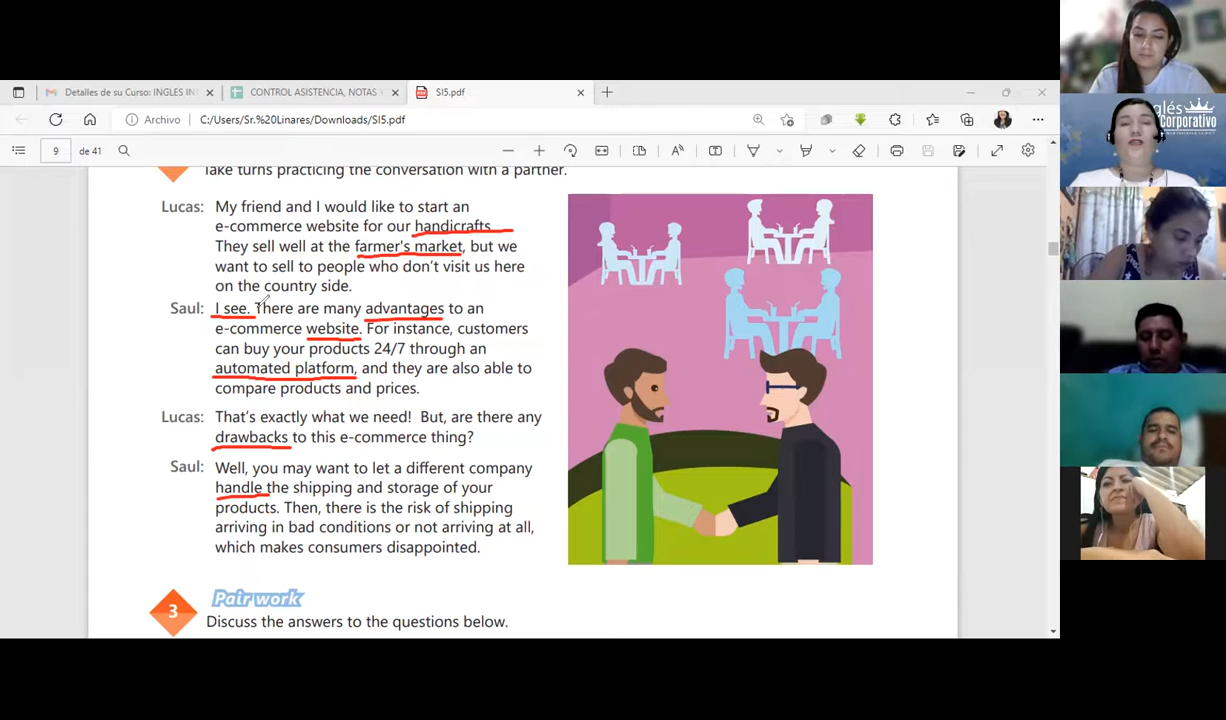 Detalles de su Curso: INGLES IN
CONTROL ASISTENCIA, NOTAS
SI5.pdf
Archivo
C:/Users/Sr.%20Linares/Downloads/SI5.pdf
9
de 41
Take turns practicing the conversation with a partner.
Lucas: My friend and I would like to start an
e-commerce website for our handicrafts
They sell well at the farmer's market, but we
want to sell to people who don't visit us here
on the country side.
Saul: I see. There are many advantages to an
e-commerce website. For instance, customers
can buy your products 24/7 through an
automated platform, and they are also able to
compare products and prices.
Lucas: That's exactly what we need! But, are there any
drawbacks to this e-commerce thing?
Saul: Well, you may want to let a different company
handle the shipping and storage of your
products. Then, there is the risk of shipping
arriving in bad conditions or not arriving at all,
which makes consumers disappointed.
3
Pair work
Discuss the answers to the questions below.
glés
Corporativo